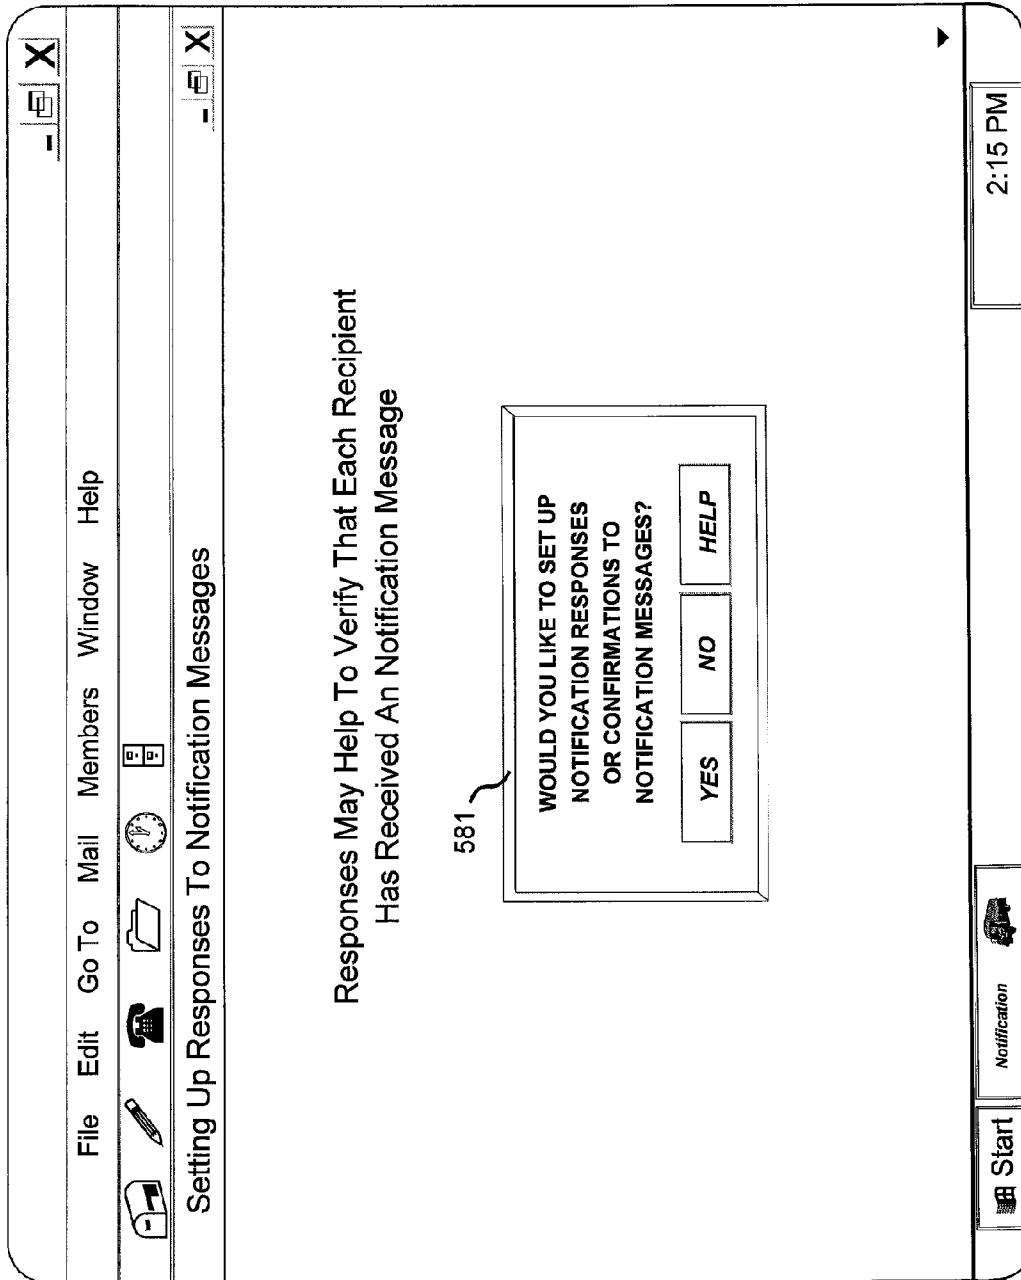 File Edit Go To Mail Members Window Help
Setting Up Responses To Notification Messages
Responses May Help To Verify That Each Recipient
Has Received An Notification Message
581
WOULD YOU LIKE TO SET UP
NOTIFICATION RESPONSES
OR CONFIRMATIONS TO
NOTIFICATION MESSAGES?
YES NO HELP
Start Notification 2:15 PM